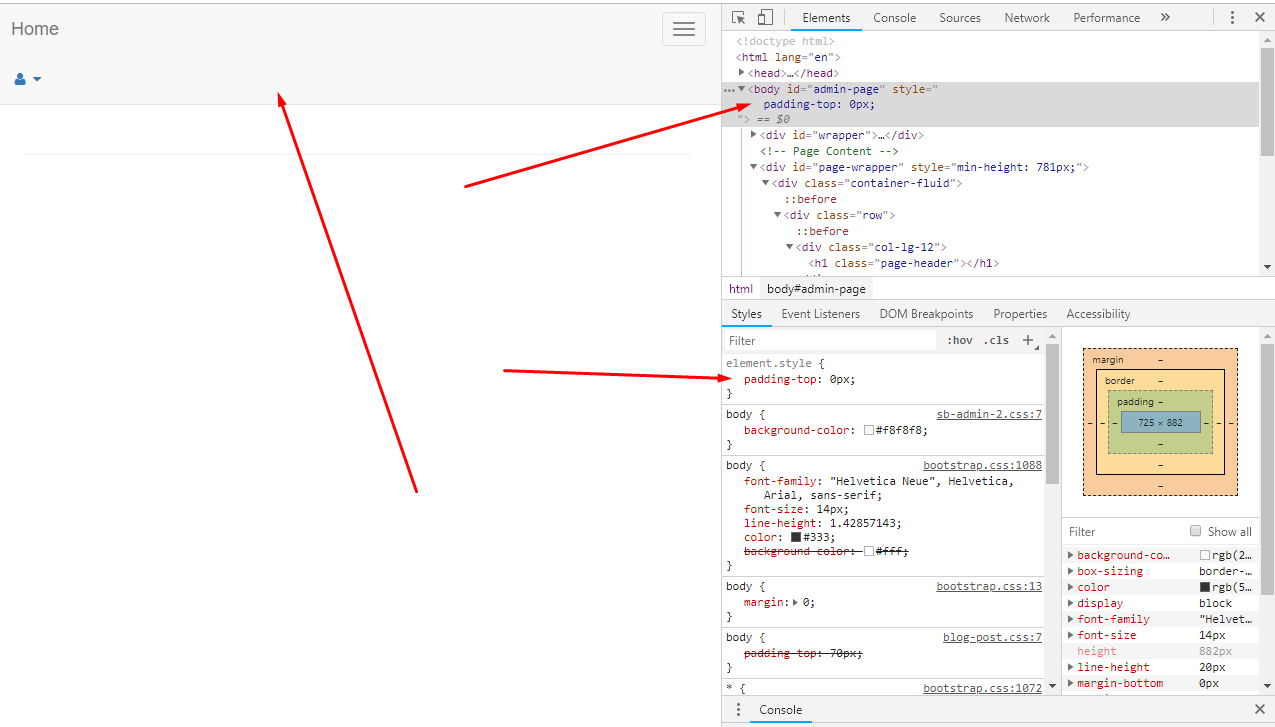 Home
Elements Console Sources Network Performance »
<!doctype html>
<html lang="en">
<head>…</head>
<body id="admin-page" style="
padding-top: 0px;
"> == $0
<div id="wrapper">…</div>
<!-- Page Content -->
<div id="page-wrapper" style="min-height: 781px;">
<div class="container-fluid">
::before
<div class="row">
::before
<div class="col-lg-12">
<h1 class="page-header"></h1>
html body#admin-page
Styles Event Listeners DOM Breakpoints Properties Accessibility
Filter :hov .cls +
element.style {
padding-top: 0px;
}
body { sb-admin-2.css:7
background-color: #f8f8f8;
}
body { bootstrap.css:1088
font-family: "Helvetica Neue", Helvetica,
Arial, sans-serif;
font-size: 14px;
line-height: 1.42857143;
color: #333;
background-color: #fff;
}
body { bootstrap.css:13
margin: 0;
}
body { blog-post.css:7
padding-top: 70px;
}
* { bootstrap.css:1072
margin –
border –
padding –
– – – 725 × 882 – – –
–
–
–
Filter Show all
background-co… rgb(2…
box-sizing border-…
color rgb(5…
display block
font-family "Helvet…
font-size 14px
height 882px
line-height 20px
margin-bottom 0px
Console